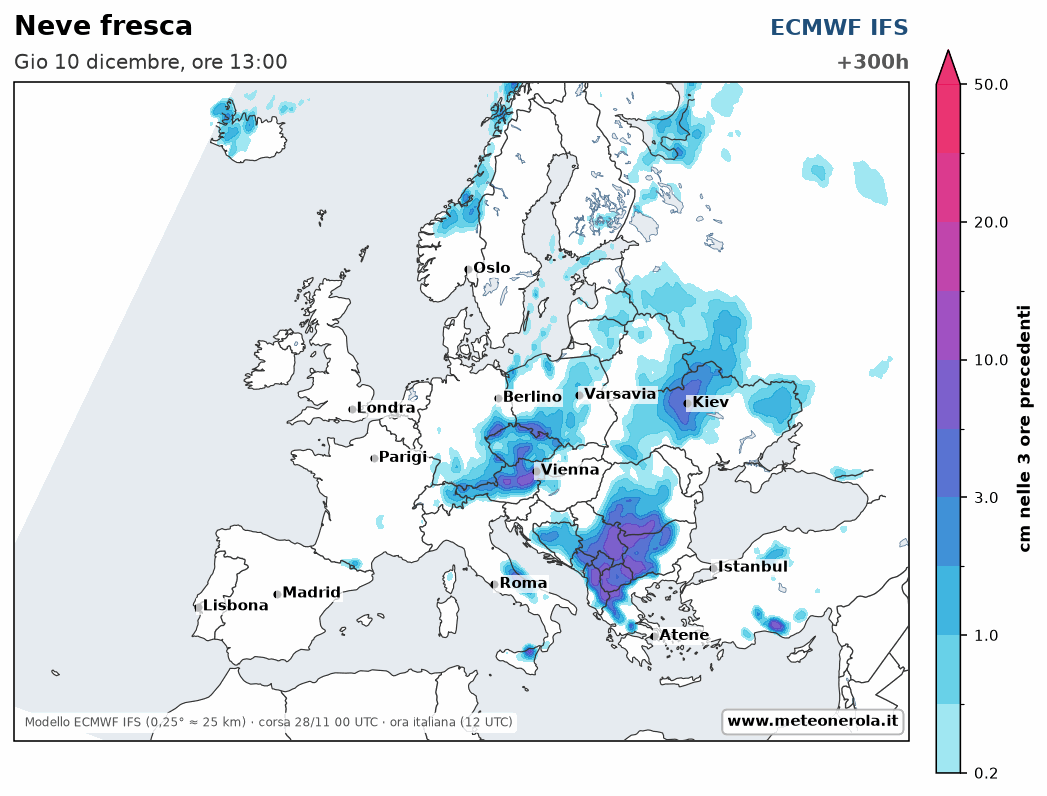 Neve fresca
ECMWF IFS
Gio 10 dicembre, ore 13:00
+300h
50.0
20.0
10.0
3.0
1.0
0.2
cm nelle 3 ore precedenti
Oslo
Berlino
Varsavia
Kiev
Londra
Parigi
Vienna
Istanbul
Roma
Madrid
Lisbona
Atene
Modello ECMWF IFS (0,25° ≈ 25 km) · corsa 28/11 00 UTC · ora italiana (12 UTC)
www.meteonerola.it